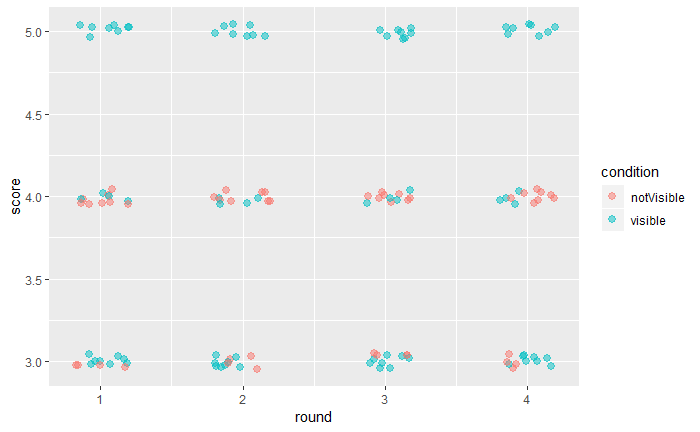 5.0
4.5
4.0
3.5
3.0
score
1 2 3 4
round
condition
notVisible
visible